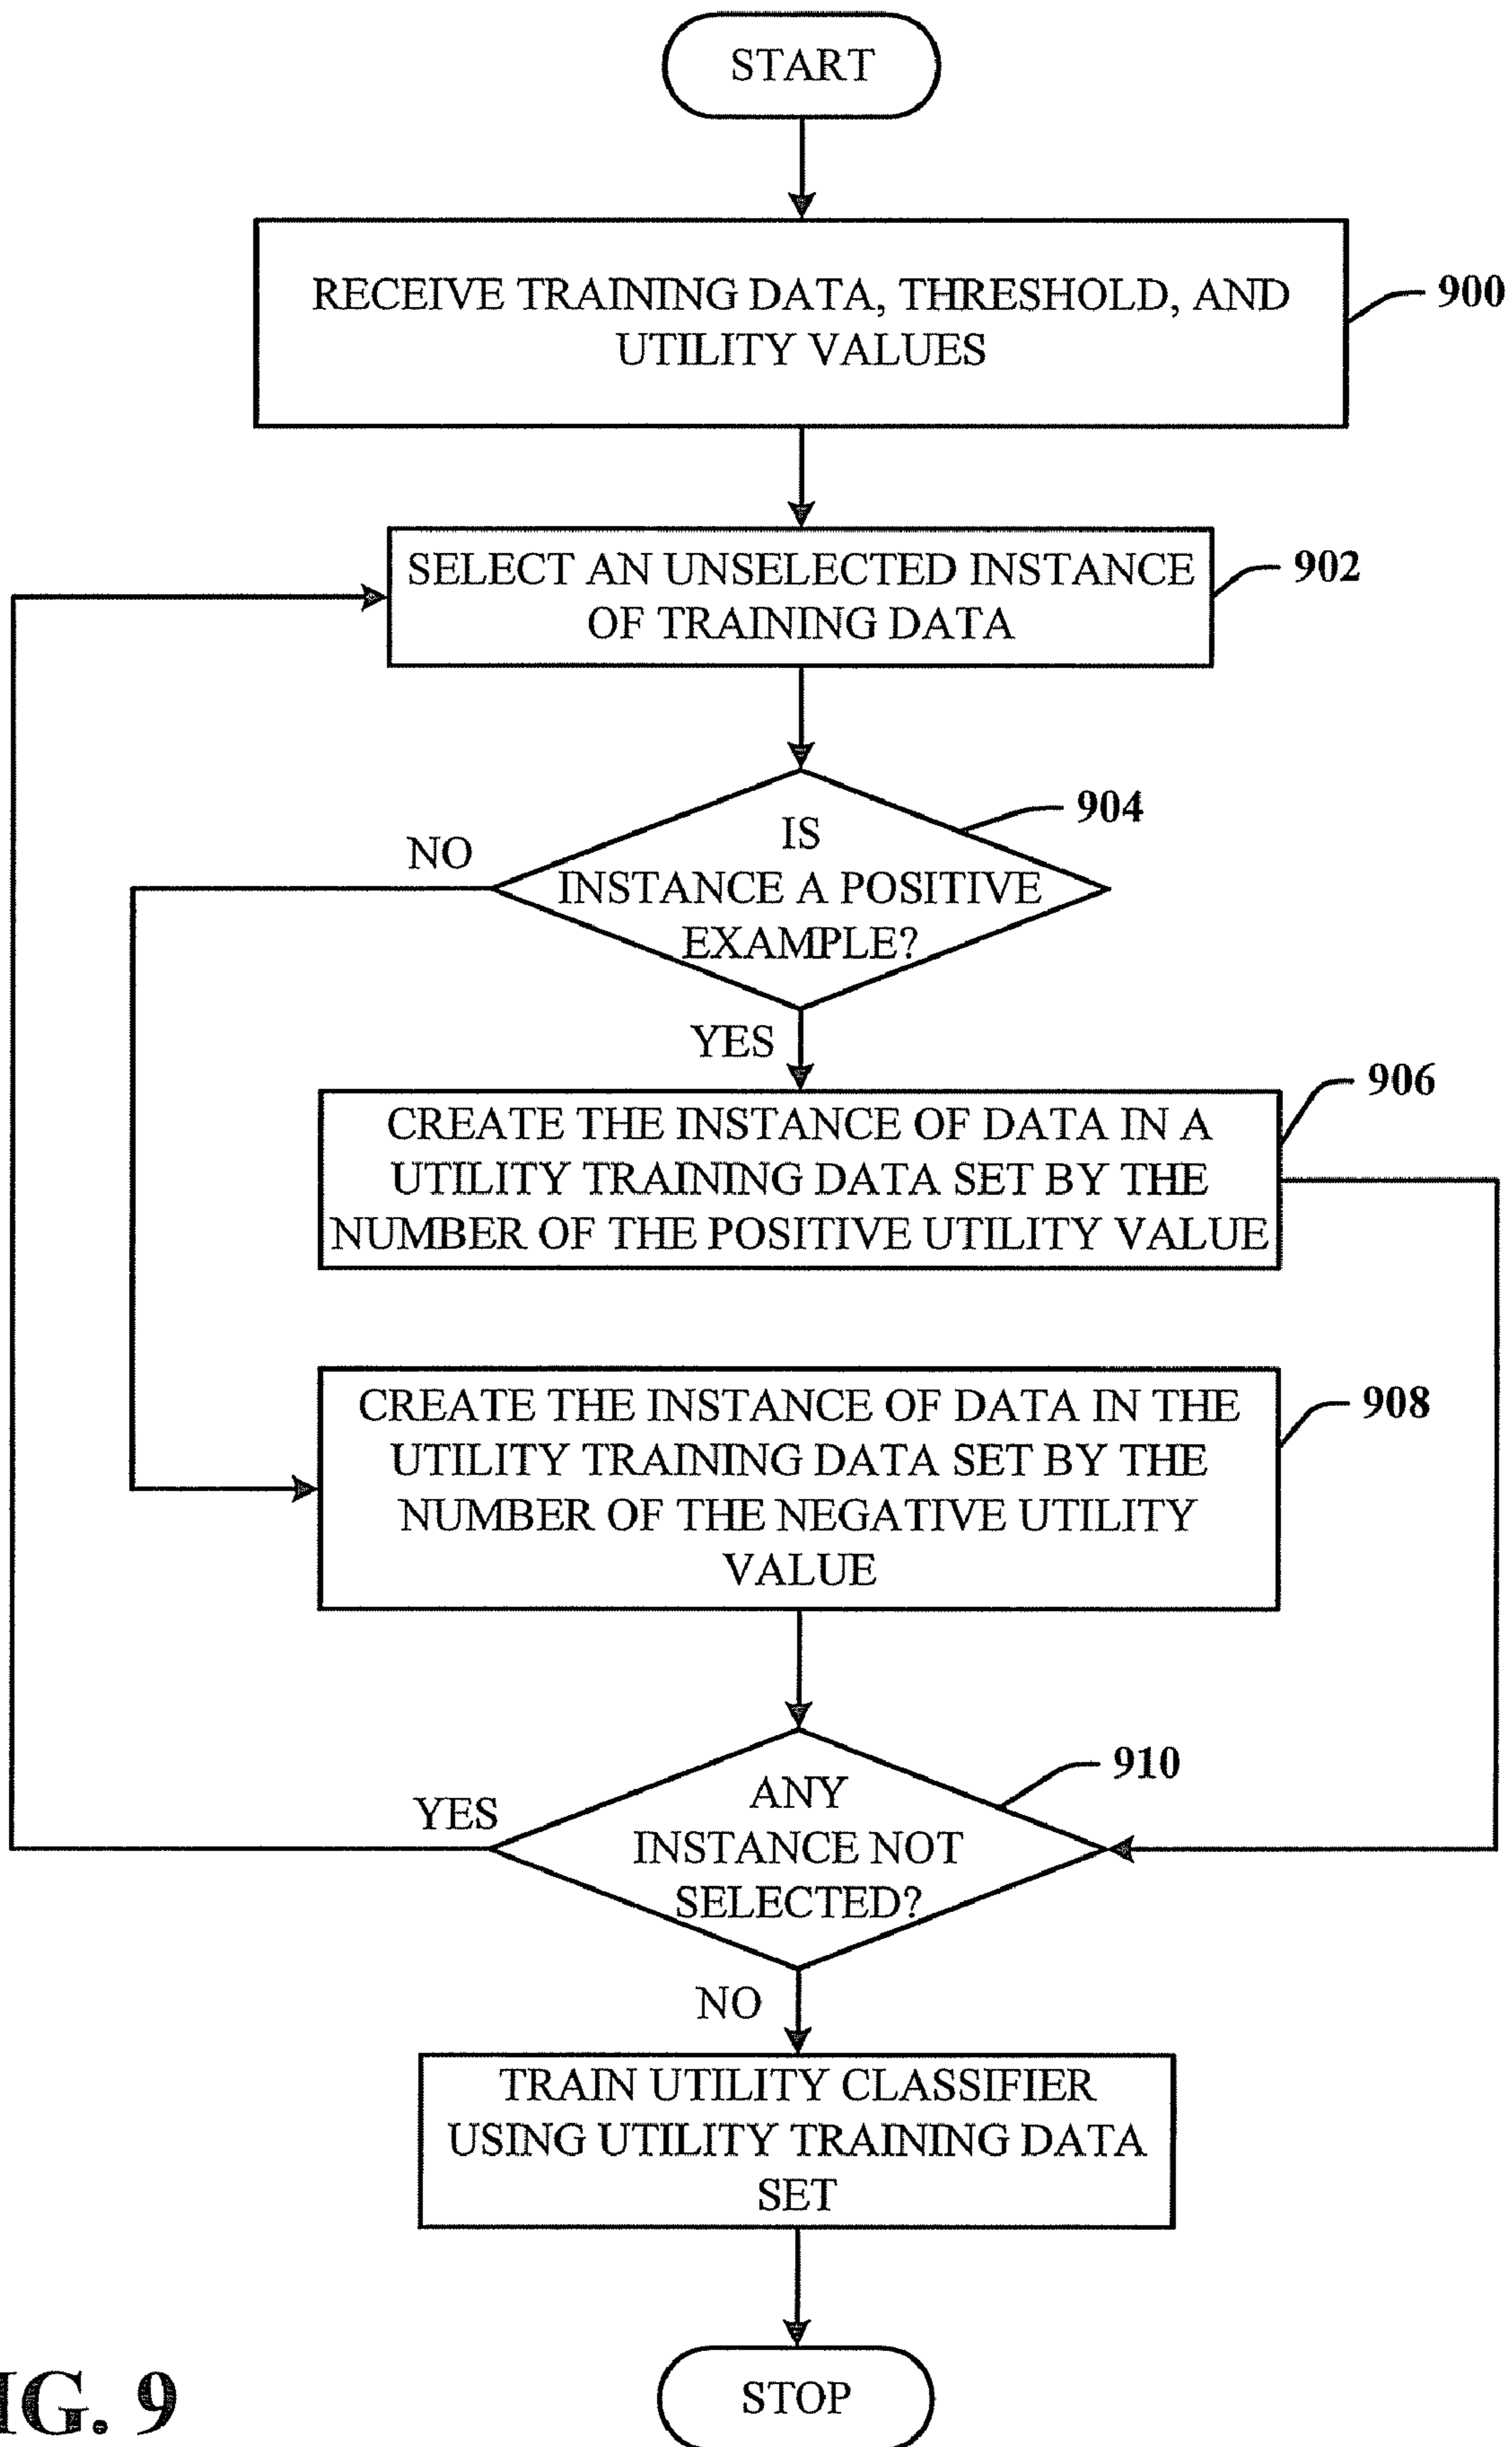 START
RECEIVE TRAINING DATA, THRESHOLD, AND
UTILITY VALUES
900
SELECT AN UNSELECTED INSTANCE
OF TRAINING DATA
902
IS
INSTANCE A POSITIVE
EXAMPLE?
904
NO
YES
CREATE THE INSTANCE OF DATA IN A
UTILITY TRAINING DATA SET BY THE
NUMBER OF THE POSITIVE UTILITY VALUE
906
CREATE THE INSTANCE OF DATA IN THE
UTILITY TRAINING DATA SET BY THE
NUMBER OF THE NEGATIVE UTILITY
VALUE
908
ANY
INSTANCE NOT
SELECTED?
910
YES
NO
TRAIN UTILITY CLASSIFIER
USING UTILITY TRAINING DATA
SET
STOP
IG. 9